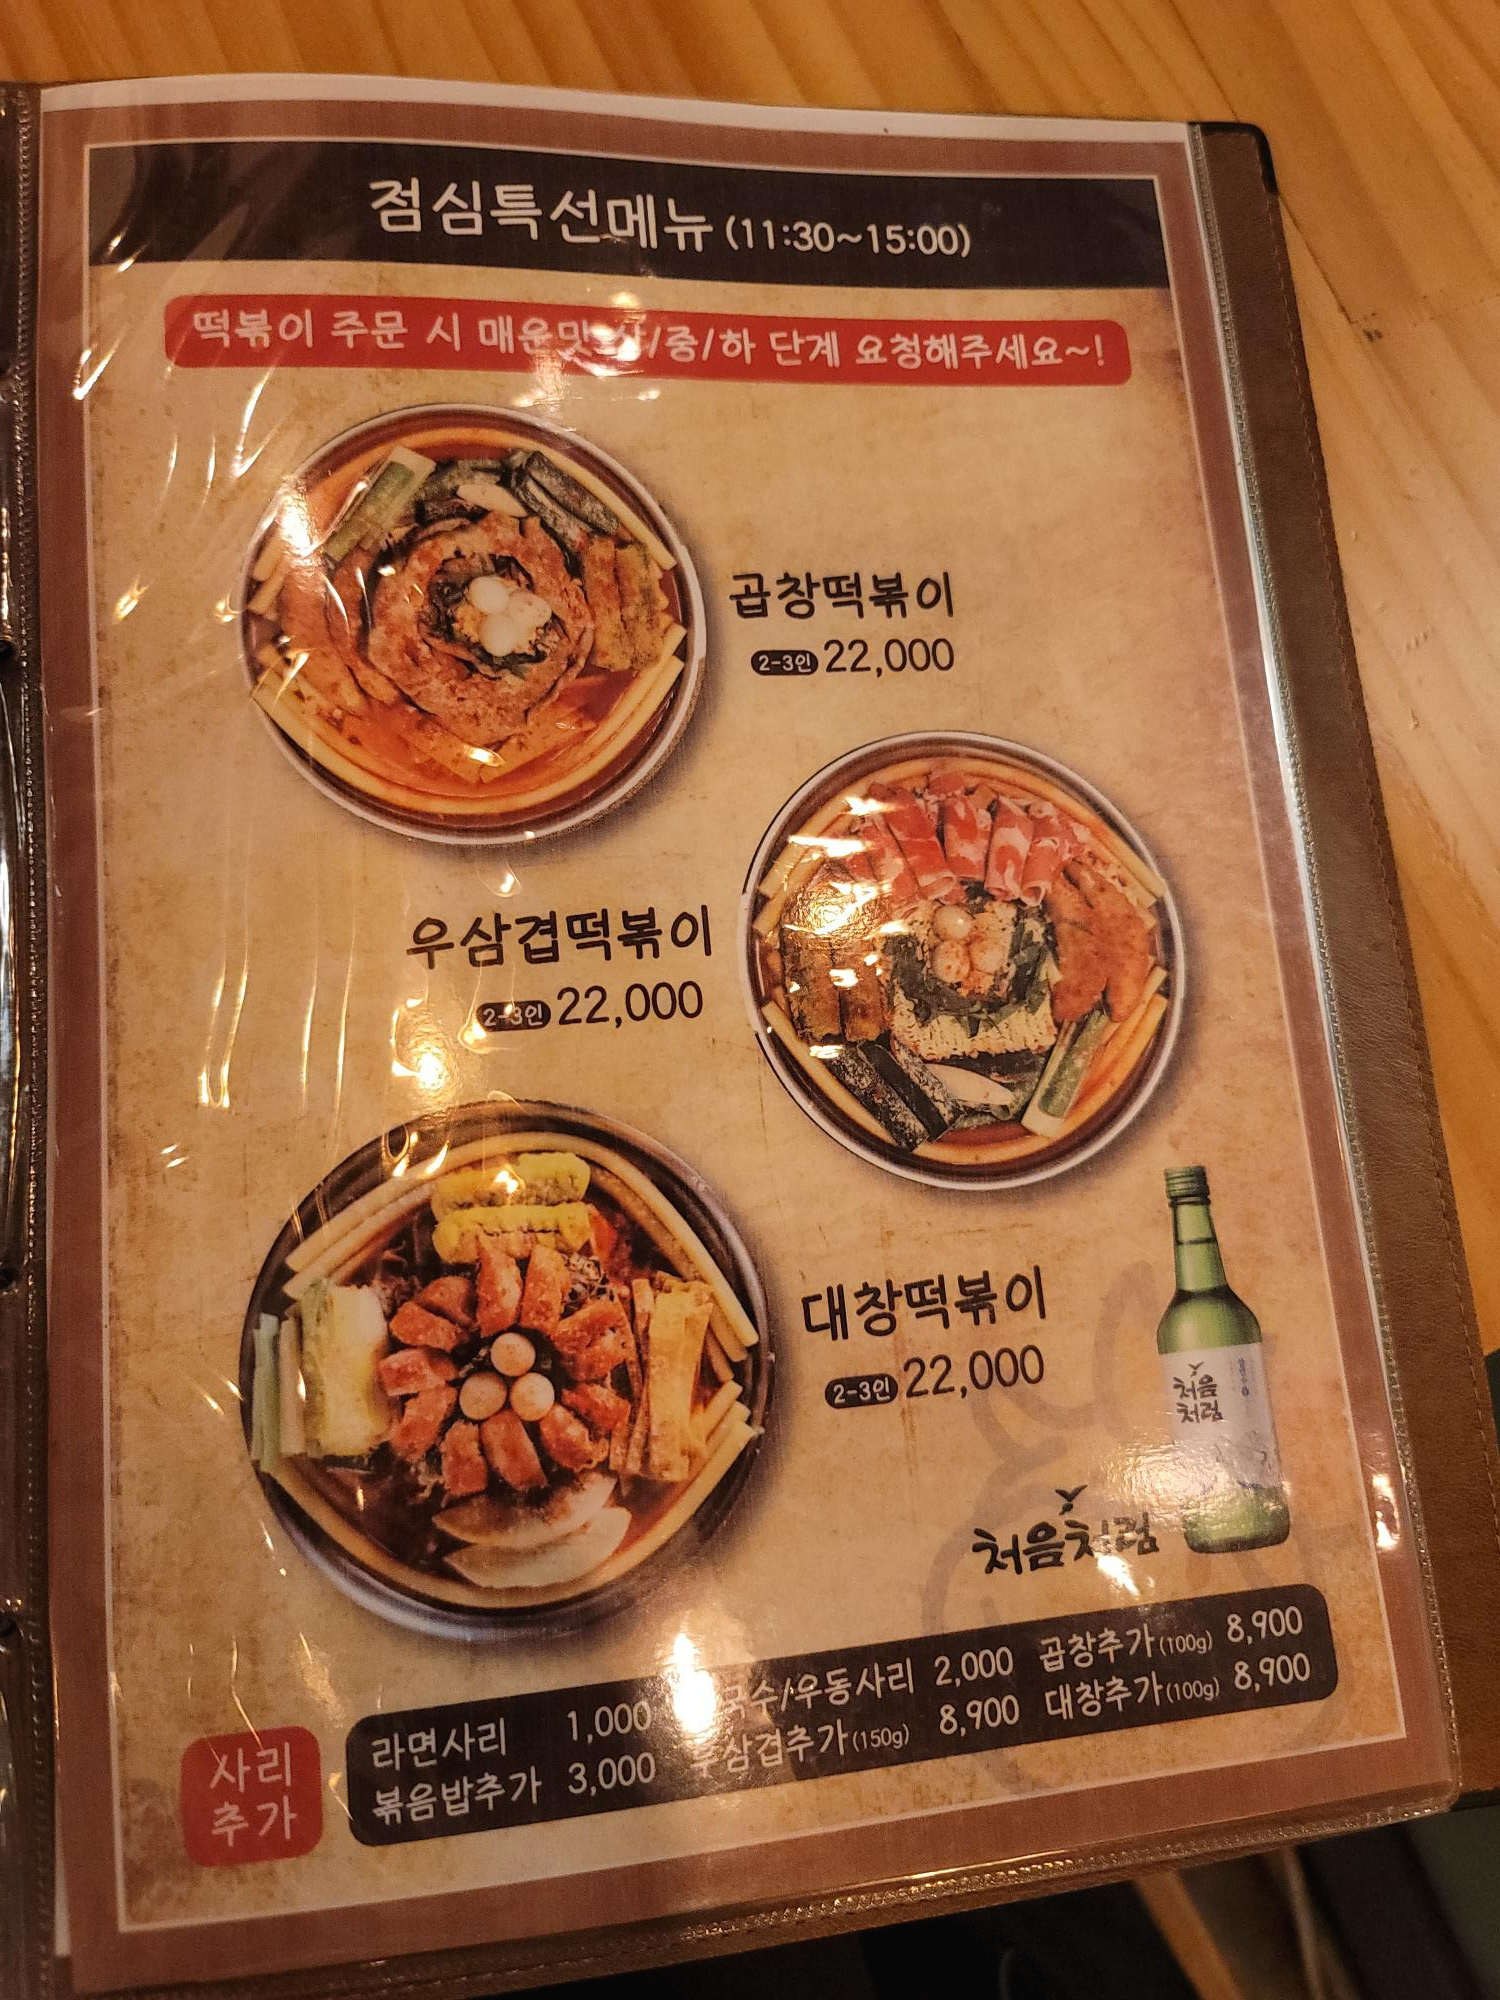 점심특선메뉴 (11:30~15:00)
떡볶이 주문 시 매운맛 상/중/하 단계 요청해주세요~!
곱창떡볶이
2-3인 22,000
우삼겹떡볶이
2-3인 22,000
대창떡볶이
2-3인 22,000
처음
처럼
처음처럼
사리
추가
라면사리 1,000 국수/우동사리 2,000 곱창추가(100g) 8,900
볶음밥추가 3,000 우삼겹추가(150g) 8,900 대창추가(100g) 8,900